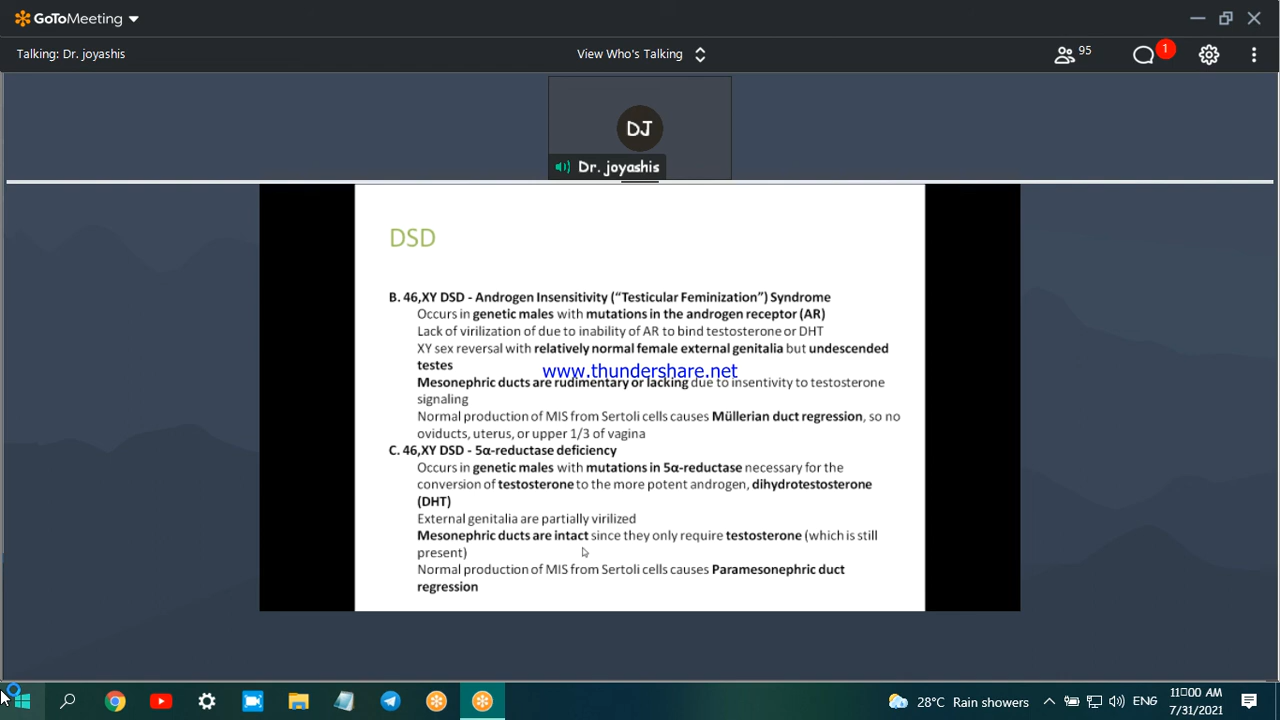 GoToMeeting
Talking: Dr. joyashis
View Who's Talking
95
1
DJ
Dr. joyashis
DSD
B. 46,XY DSD - Androgen Insensitivity (“Testicular Feminization”) Syndrome
Occurs in genetic males with mutations in the androgen receptor (AR)
Lack of virilization of due to inability of AR to bind testosterone or DHT
XY sex reversal with relatively normal female external genitalia but undescended
testes
www.thundershare.net
Mesonephric ducts are rudimentary or lacking due to insentivity to testosterone
signaling
Normal production of MIS from Sertoli cells causes Müllerian duct regression, so no
oviducts, uterus, or upper 1/3 of vagina
C. 46,XY DSD - 5α-reductase deficiency
Occurs in genetic males with mutations in 5α-reductase necessary for the
conversion of testosterone to the more potent androgen, dihydrotestosterone
(DHT)
External genitalia are partially virilized
Mesonephric ducts are intact since they only require testosterone (which is still
present)
Normal production of MIS from Sertoli cells causes Paramesonephric duct
regression
28°C Rain showers
ENG
11:00 AM
7/31/2021